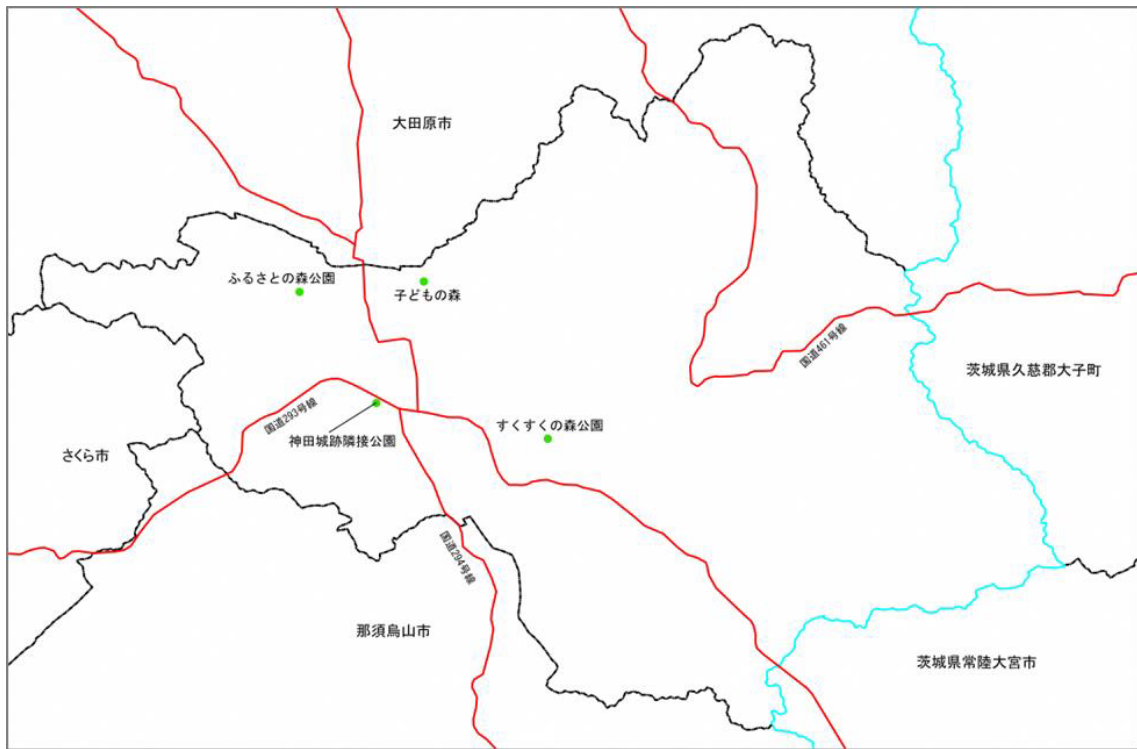 大田原市
ふるさとの森公園
子どもの森
国道461号線
茨城県久慈郡大子町
国道293号線
神田城跡隣接公園
すくすくの森公園
さくら市
国道294号線
那須烏山市
茨城県常陸大宮市